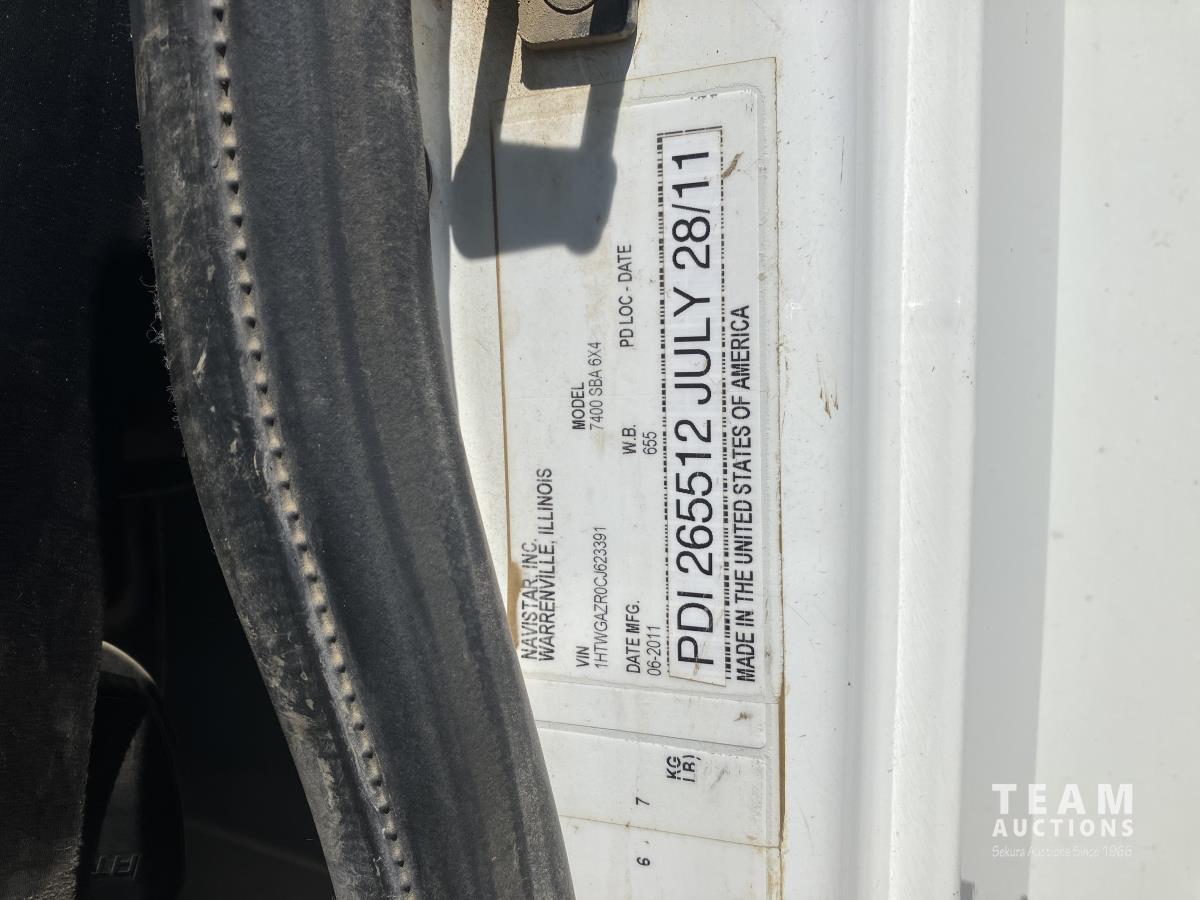 NAVISTAR, INC.
WARRENVILLE, ILLINOIS
VIN
1HTWGAZR0CJ623391
MODEL
7400 SBA 6X4
DATE MFG.
06-2011
W.B.
655
PD LOC - DATE
PDI 265512 JULY 28/11
MADE IN THE UNITED STATES OF AMERICA
6
7
KG
(LB)
TEAM
AUCTIONS
Sekura Auctions Since 1966